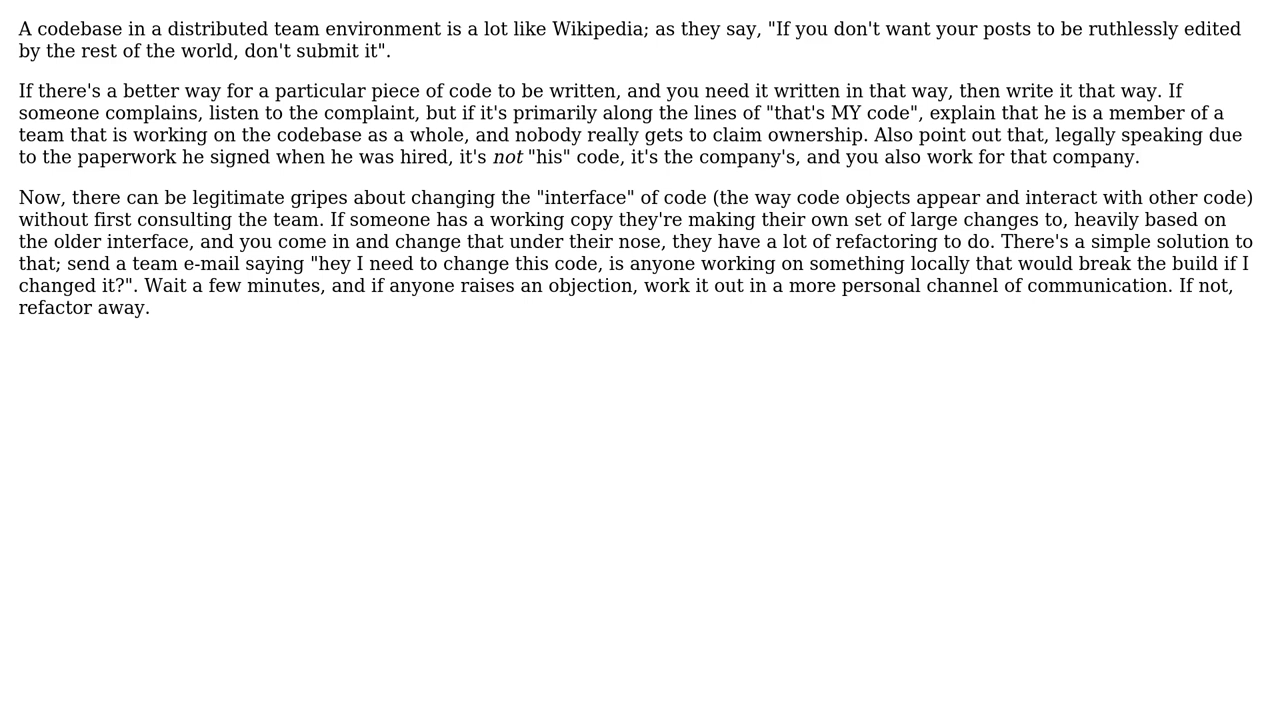 A codebase in a distributed team environment is a lot like Wikipedia; as they say, "If you don't want your posts to be ruthlessly edited
by the rest of the world, don't submit it".
If there's a better way for a particular piece of code to be written, and you need it written in that way, then write it that way. If
someone complains, listen to the complaint, but if it's primarily along the lines of "that's MY code", explain that he is a member of a
team that is working on the codebase as a whole, and nobody really gets to claim ownership. Also point out that, legally speaking due
to the paperwork he signed when he was hired, it's not "his" code, it's the company's, and you also work for that company.
Now, there can be legitimate gripes about changing the "interface" of code (the way code objects appear and interact with other code)
without first consulting the team. If someone has a working copy they're making their own set of large changes to, heavily based on
the older interface, and you come in and change that under their nose, they have a lot of refactoring to do. There's a simple solution to
that; send a team e-mail saying "hey I need to change this code, is anyone working on something locally that would break the build if I
changed it?". Wait a few minutes, and if anyone raises an objection, work it out in a more personal channel of communication. If not,
refactor away.